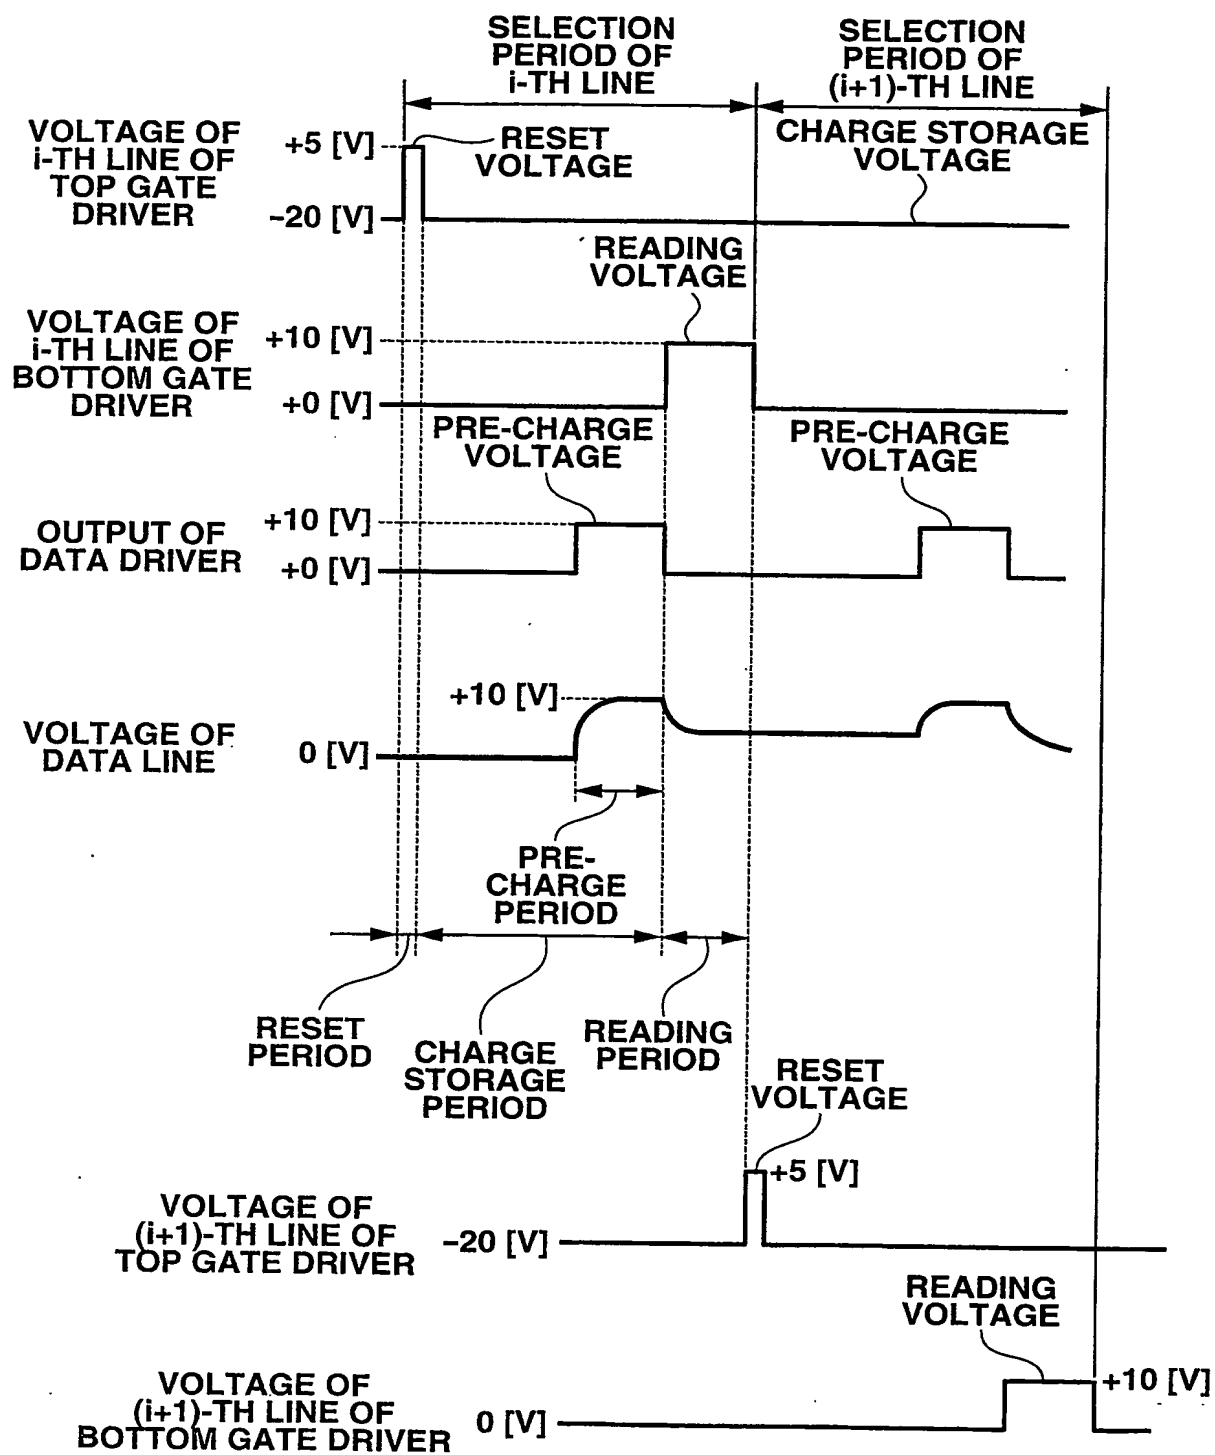 SELECTION
PERIOD OF
i-TH LINE
SELECTION
PERIOD OF
(i+1)-TH LINE
VOLTAGE OF
i-TH LINE OF
TOP GATE
DRIVER
+5 [V]
RESET
VOLTAGE
CHARGE STORAGE
VOLTAGE
−20 [V]
READING
VOLTAGE
VOLTAGE OF
i-TH LINE OF
BOTTOM GATE
DRIVER
+10 [V]
+0 [V]
PRE-CHARGE
VOLTAGE
PRE-CHARGE
VOLTAGE
OUTPUT OF
DATA DRIVER
+10 [V]
+0 [V]
VOLTAGE OF
DATA LINE
+10 [V]
0 [V]
PRE-
CHARGE
PERIOD
RESET
PERIOD
CHARGE
STORAGE
PERIOD
READING
PERIOD
RESET
VOLTAGE
+5 [V]
VOLTAGE OF
(i+1)-TH LINE OF
TOP GATE DRIVER
−20 [V]
READING
VOLTAGE
+10 [V]
VOLTAGE OF
(i+1)-TH LINE OF
BOTTOM GATE DRIVER
0 [V]